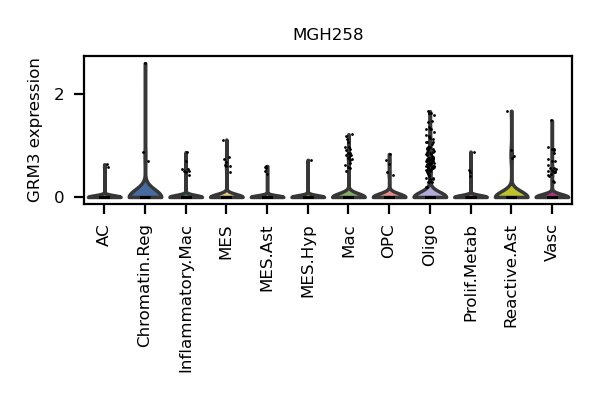 MGH258
GRM3 expression
2
0
AC
Chromatin.Reg
Inflammatory.Mac
MES
MES.Ast
MES.Hyp
Mac
OPC
Oligo
Prolif.Metab
Reactive.Ast
Vasc